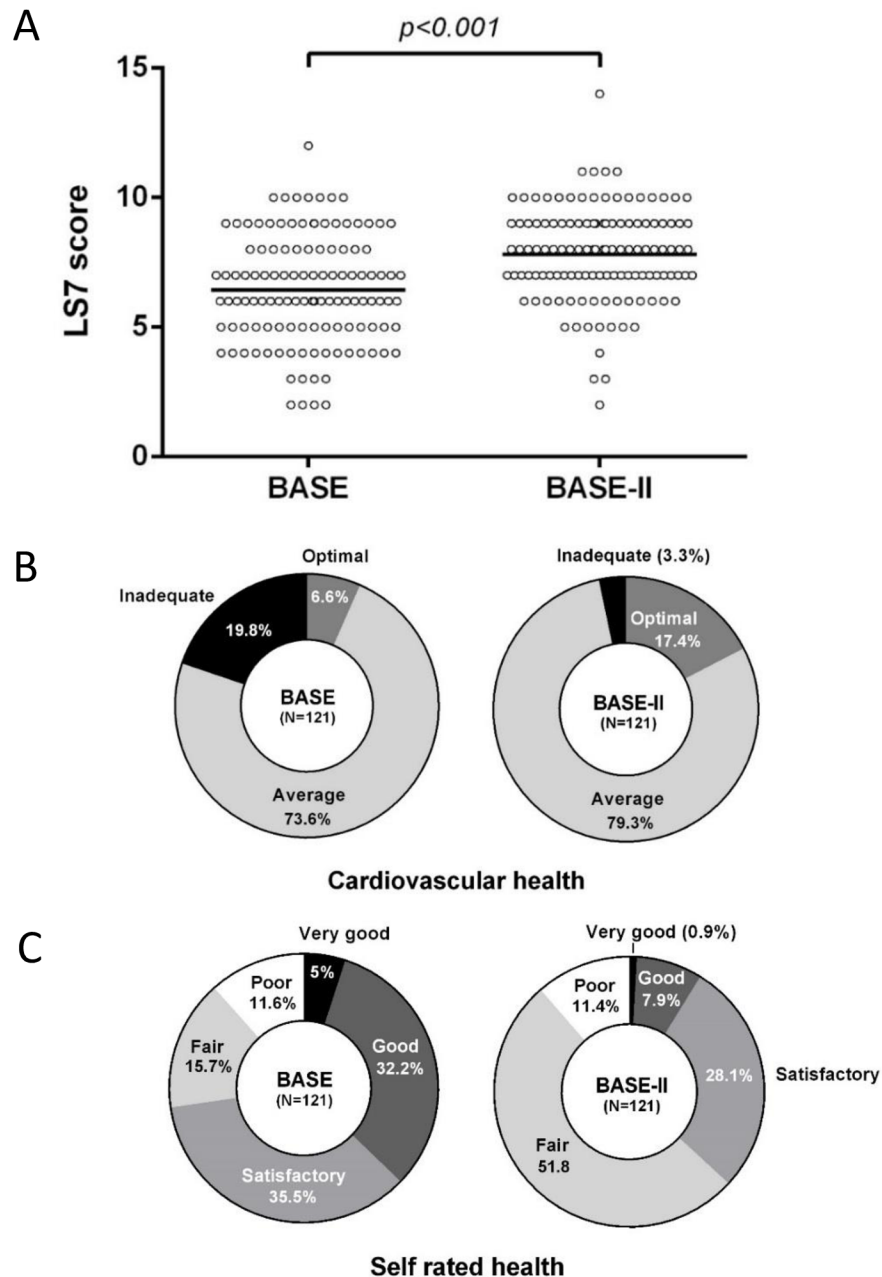 A
p<0.001
15
10
5
0
LS7 score
BASE
BASE-II
B
Optimal
Inadequate
6.6%
19.8%
BASE
(N=121)
Average
73.6%
Inadequate (3.3%)
Optimal
17.4%
BASE-II
(N=121)
Average
79.3%
Cardiovascular health
C
Very good
5%
Poor
11.6%
Good
32.2%
Fair
15.7%
BASE
(N=121)
Satisfactory
35.5%
Very good (0.9%)
Good
7.9%
Poor
11.4%
28.1%
Satisfactory
BASE-II
(N=121)
Fair
51.8
Self rated health